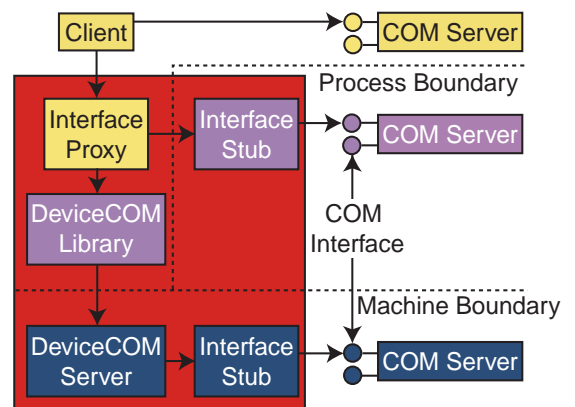 Client
COM Server
Process Boundary
Interface
Proxy
Interface
Stub
COM Server
DeviceCOM
Library
COM
Interface
Machine Boundary
DeviceCOM
Server
Interface
Stub
COM Server